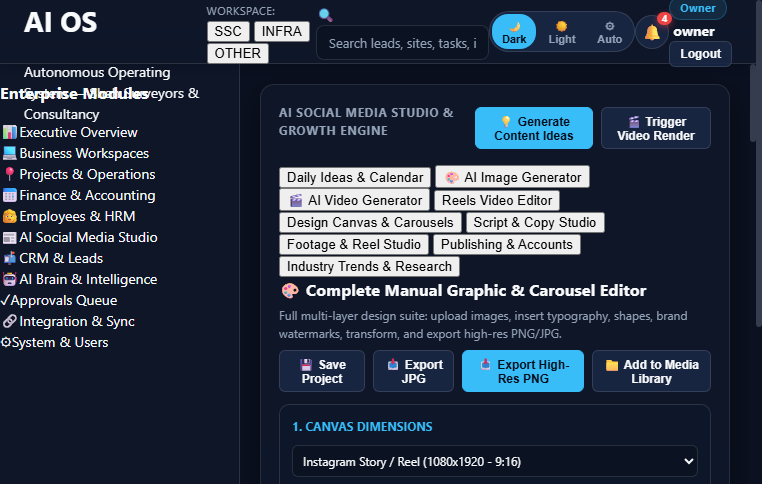 AI OS
WORKSPACE:
SSC
INFRA
OTHER
Search leads, sites, tasks, i
Dark
Light
Auto
4
Owner
owner
Logout
Autonomous Operating
Enterprise Modules
Surveyors &
Consultancy
Executive Overview
Business Workspaces
Projects & Operations
Finance & Accounting
Employees & HRM
AI Social Media Studio
CRM & Leads
AI Brain & Intelligence
Approvals Queue
Integration & Sync
System & Users
AI SOCIAL MEDIA STUDIO &
GROWTH ENGINE
Generate
Content Ideas
Trigger
Video Render
Daily Ideas & Calendar
AI Image Generator
AI Video Generator
Reels Video Editor
Design Canvas & Carousels
Script & Copy Studio
Footage & Reel Studio
Publishing & Accounts
Industry Trends & Research
Complete Manual Graphic & Carousel Editor
Full multi-layer design suite: upload images, insert typography, shapes, brand
watermarks, transform, and export high-res PNG/JPG.
Save
Project
Export
JPG
Export High-
Res PNG
Add to Media
Library
1. CANVAS DIMENSIONS
Instagram Story / Reel (1080x1920 - 9:16)